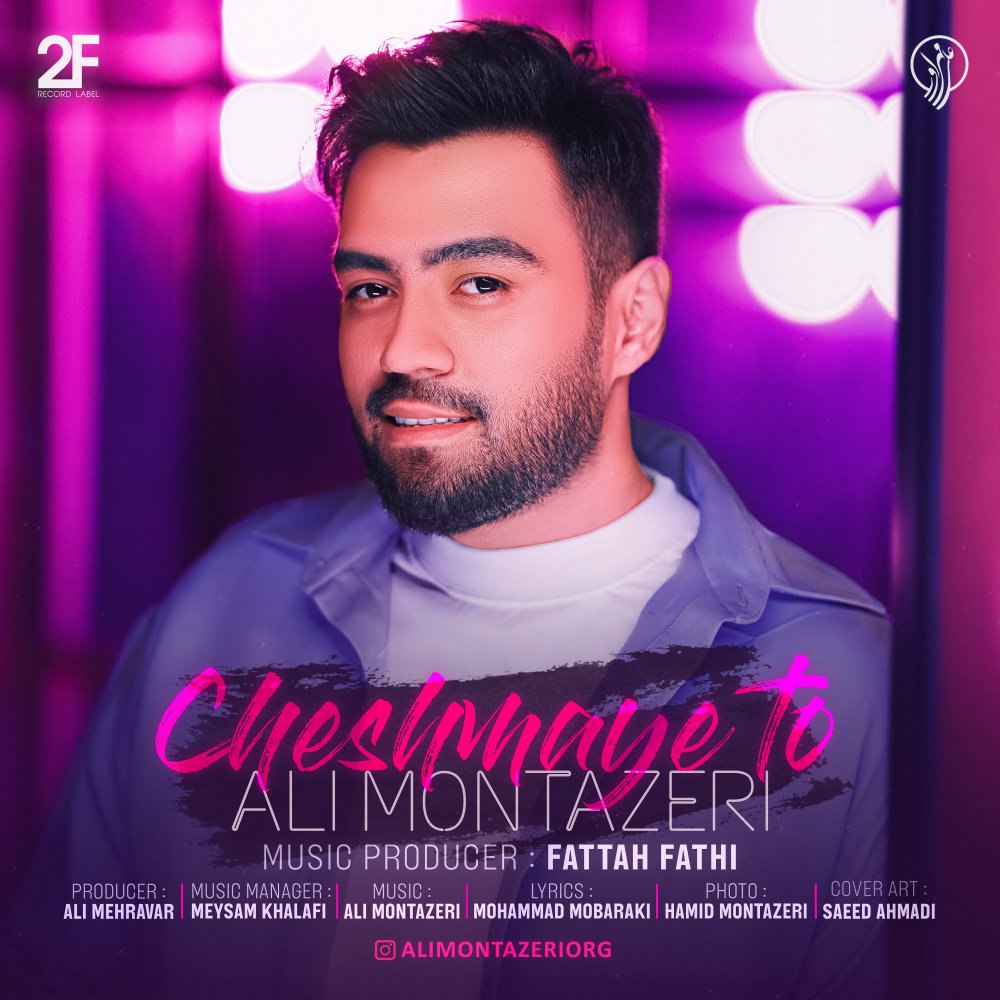 2F
RECORD LABEL
Cheshmaye to
ALI MONTAZERI
MUSIC PRODUCER : FATTAH FATHI
PRODUCER :
ALI MEHRAVAR
MUSIC MANAGER :
MEYSAM KHALAFI
MUSIC :
ALI MONTAZERI
LYRICS :
MOHAMMAD MOBARAKI
PHOTO :
HAMID MONTAZERI
COVER ART :
SAEED AHMADI
ALIMONTAZERIORG